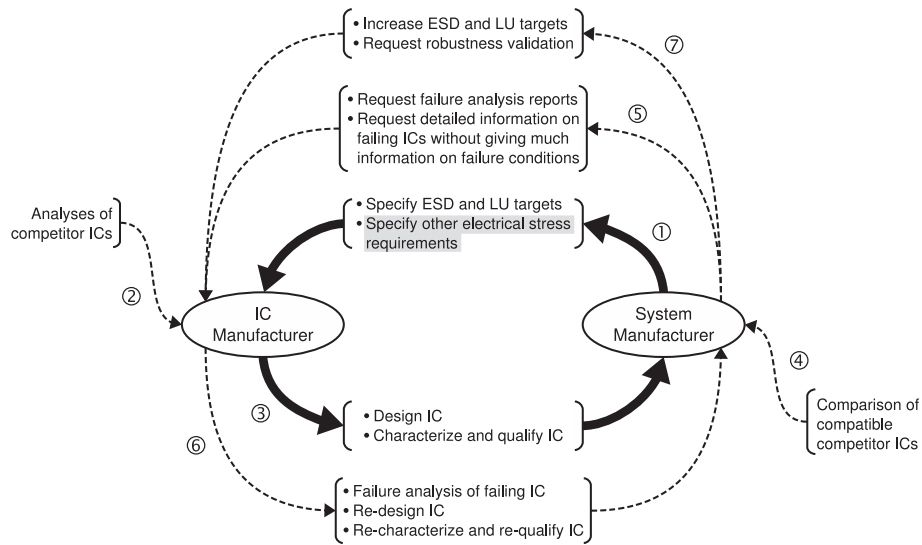 • Increase ESD and LU targets
• Request robustness validation
⑦
• Request failure analysis reports
• Request detailed information on
failing ICs without giving much
information on failure conditions
⑤
Analyses of
competitor ICs
• Specify ESD and LU targets
• Specify other electrical stress
requirements
①
②
IC
Manufacturer
System
Manufacturer
④
③
• Design IC
• Characterize and qualify IC
Comparison of
compatible
competitor ICs
⑥
• Failure analysis of failing IC
• Re-design IC
• Re-characterize and re-qualify IC